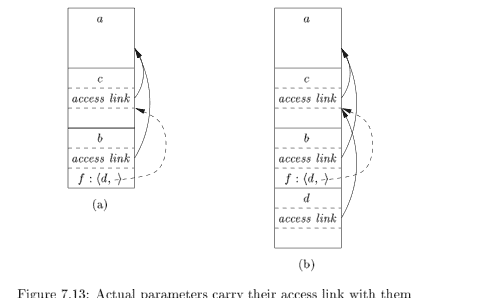 a
c
access link
b
access link
f : ⟨d, ⟩
(a)
a
c
access link
b
access link
f : ⟨d, ⟩
d
access link
(b)
Figure 7.13: Actual parameters carry their access link with them